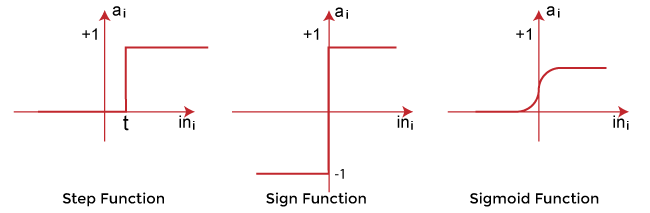 aᵢ
+1
t
inᵢ
Step Function
aᵢ
+1
inᵢ
-1
Sign Function
aᵢ
+1
inᵢ
Sigmoid Function